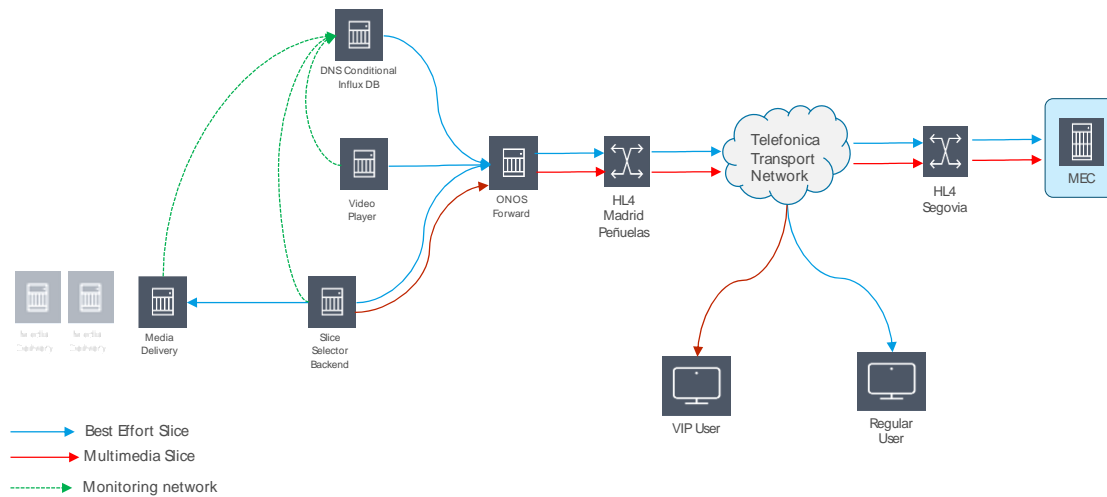 DNS Conditional
Influx DB
Video
Player
ONOS
Forward
HL4
Madrid
Peñuelas
Telefonica
Transport
Network
HL4
Segovia
MEC
Media
Delivery
Slice
Selector
Backend
VIP User
Regular
User
Best Effort Slice
Multimedia Slice
Monitoring network